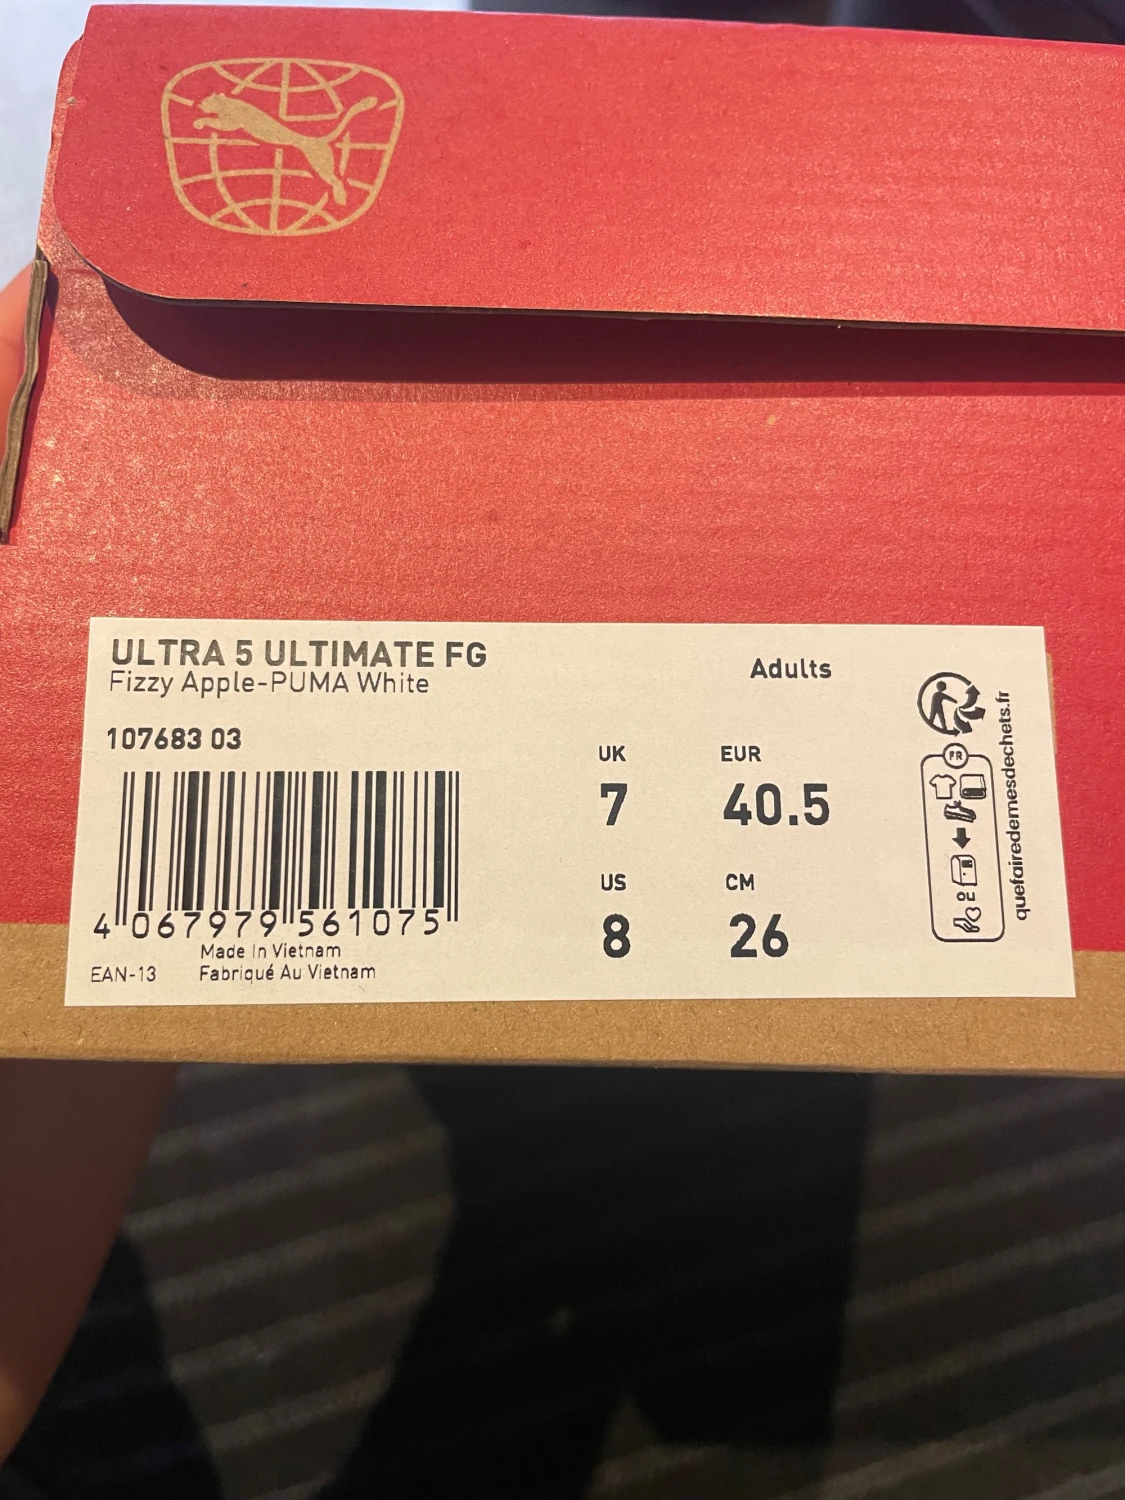 ULTRA 5 ULTIMATE FG
Fizzy Apple-PUMA White
Adults
107683 03
UK
7
EUR
40.5
US
8
CM
26
4 067979 561075
Made In Vietnam
EAN-13 Fabriqué Au Vietnam
FR
OU
quefairedemesdechets.fr